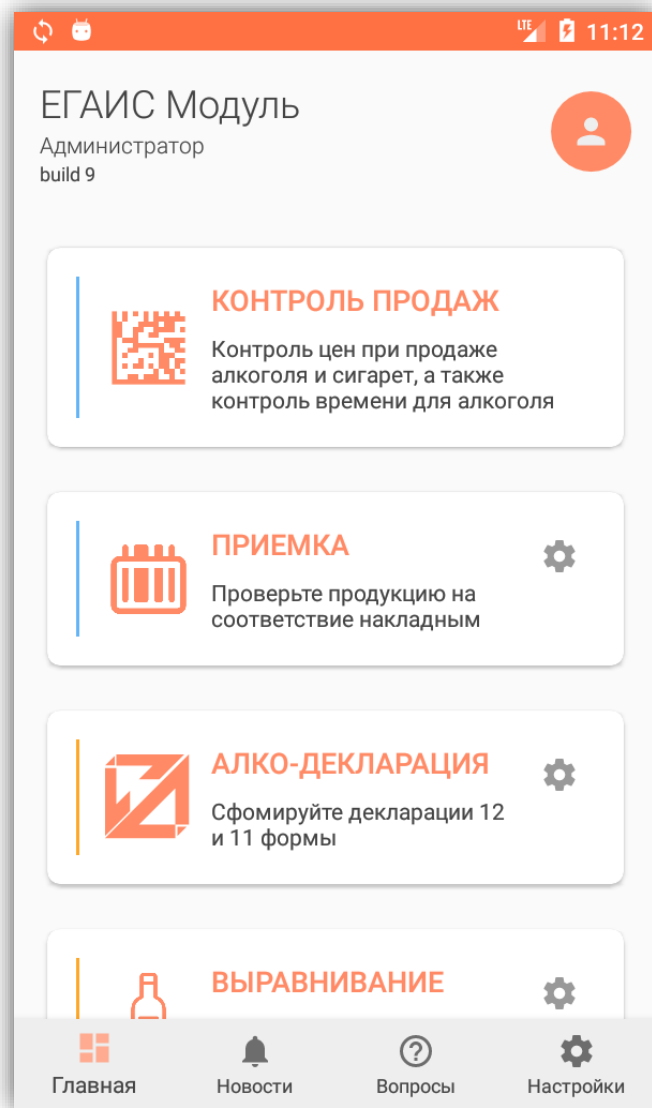 LTE 11:12
ЕГАИС Модуль
Администратор
build 9
КОНТРОЛЬ ПРОДАЖ
Контроль цен при продаже
алкоголя и сигарет, а также
контроль времени для алкоголя
ПРИЕМКА
Проверьте продукцию на
соответствие накладным
АЛКО-ДЕКЛАРАЦИЯ
Сфомируйте декларации 12
и 11 формы
ВЫРАВНИВАНИЕ
Главная Новости Вопросы Настройки